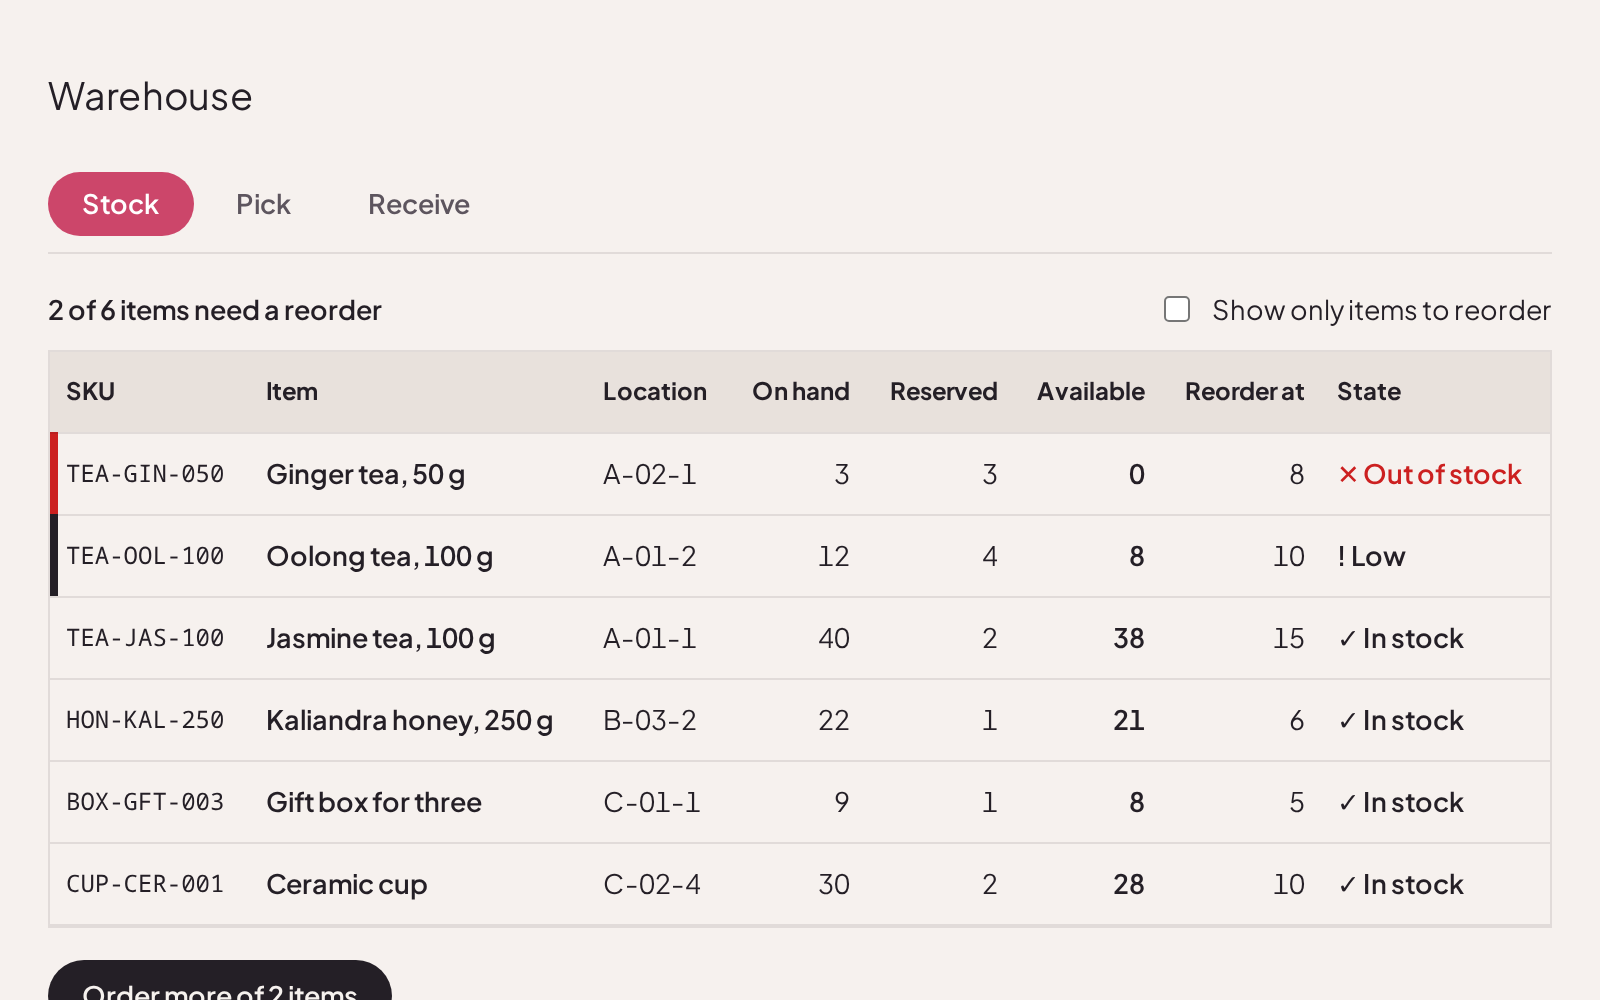 Warehouse
Stock Pick Receive
2 of 6 items need a reorder Show only items to reorder
SKU Item Location On hand Reserved Available Reorder at State
TEA-GIN-050 Ginger tea, 50 g A-02-1 3 3 0 8 ✕ Out of stock
TEA-OOL-100 Oolong tea, 100 g A-01-2 12 4 8 10 ! Low
TEA-JAS-100 Jasmine tea, 100 g A-01-1 40 2 38 15 ✓ In stock
HON-KAL-250 Kaliandra honey, 250 g B-03-2 22 1 21 6 ✓ In stock
BOX-GFT-003 Gift box for three C-01-1 9 1 8 5 ✓ In stock
CUP-CER-001 Ceramic cup C-02-4 30 2 28 10 ✓ In stock
Order more of 2 items